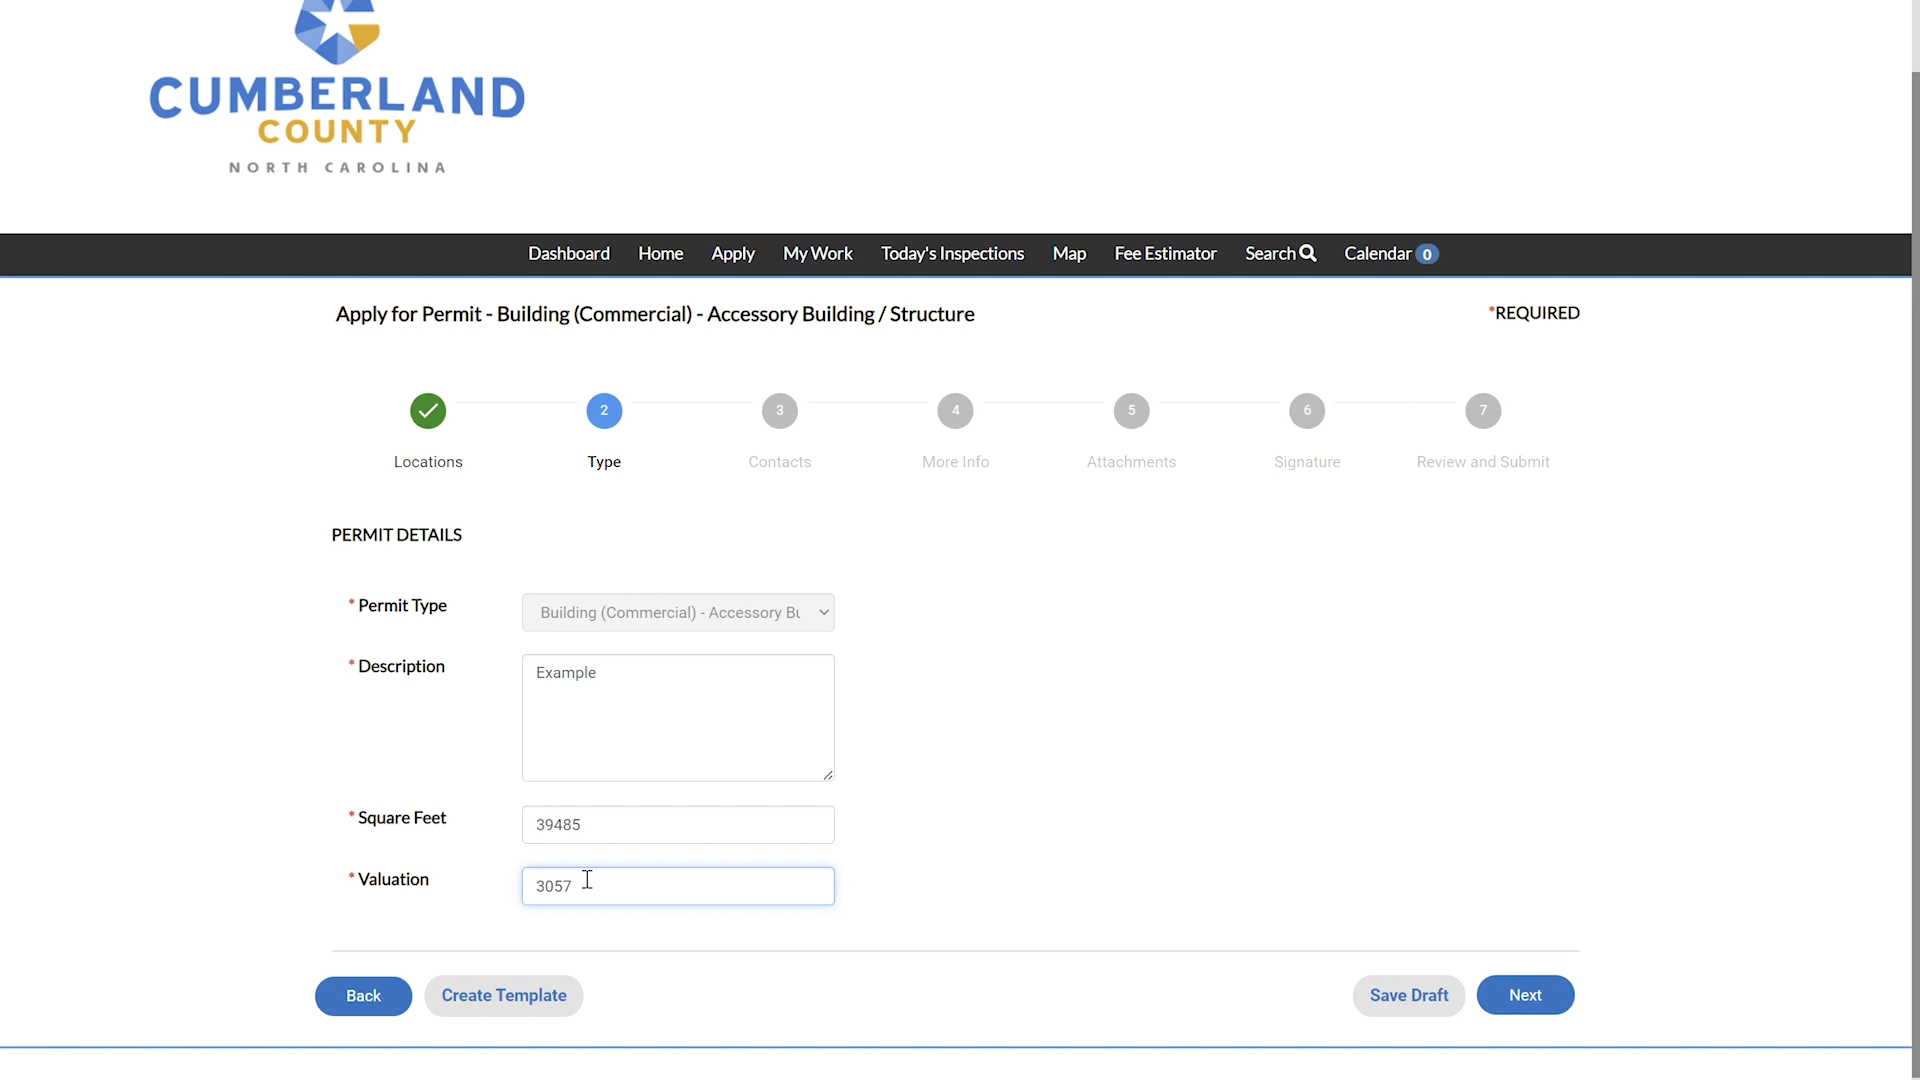 CUMBERLAND
COUNTY
NORTH CAROLINA
Dashboard Home Apply My Work Today's Inspections Map Fee Estimator Search Calendar 0
Apply for Permit - Building (Commercial) - Accessory Building / Structure *REQUIRED
2 3 4 5 6 7
Locations Type Contacts More Info Attachments Signature Review and Submit
PERMIT DETAILS
* Permit Type Building (Commercial) - Accessory Bu
* Description Example
* Square Feet 39485
* Valuation 3057
Back Create Template Save Draft Next